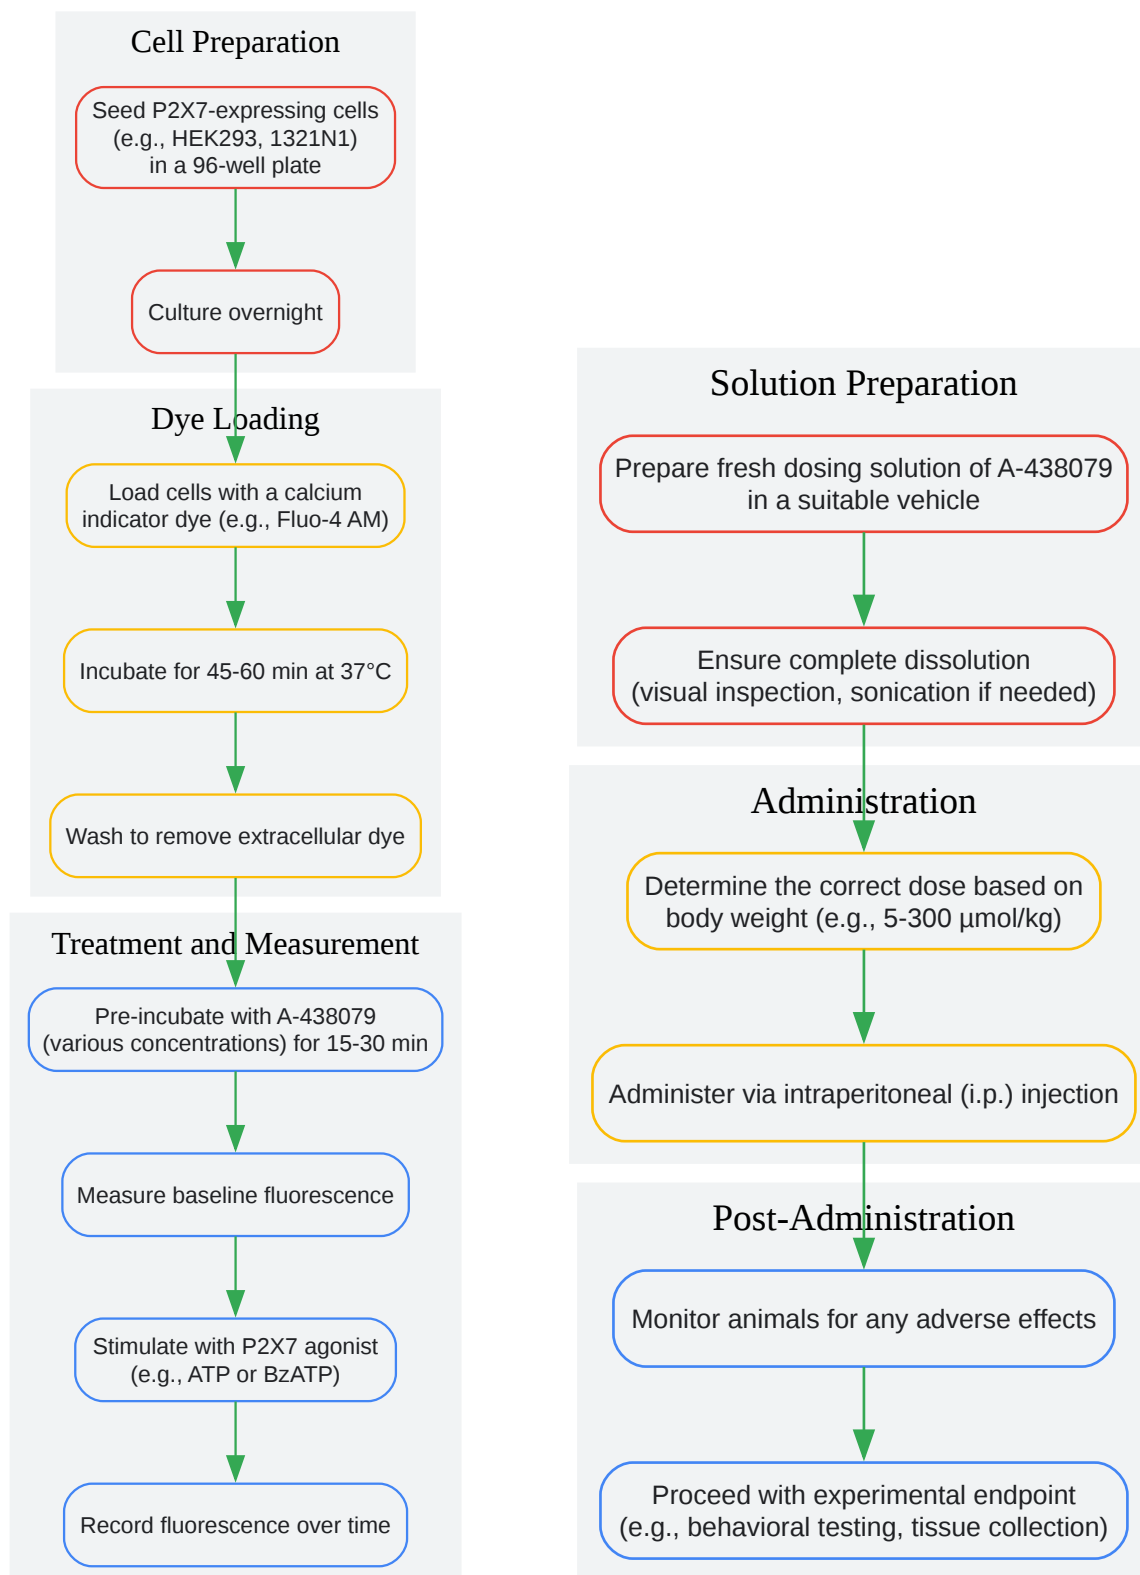 Cell Preparation
Seed P2X7-expressing cells
(e.g., HEK293, 1321N1)
in a 96-well plate
Culture overnight
Dye Loading
Load cells with a calcium
indicator dye (e.g., Fluo-4 AM)
Incubate for 45-60 min at 37°C
Wash to remove extracellular dye
Treatment and Measurement
Pre-incubate with A-438079
(various concentrations) for 15-30 min
Measure baseline fluorescence
Stimulate with P2X7 agonist
(e.g., ATP or BzATP)
Record fluorescence over time
Solution Preparation
Prepare fresh dosing solution of A-438079
in a suitable vehicle
Ensure complete dissolution
(visual inspection, sonication if needed)
Administration
Determine the correct dose based on
body weight (e.g., 5-300 µmol/kg)
Administer via intraperitoneal (i.p.) injection
Post-Administration
Monitor animals for any adverse effects
Proceed with experimental endpoint
(e.g., behavioral testing, tissue collection)